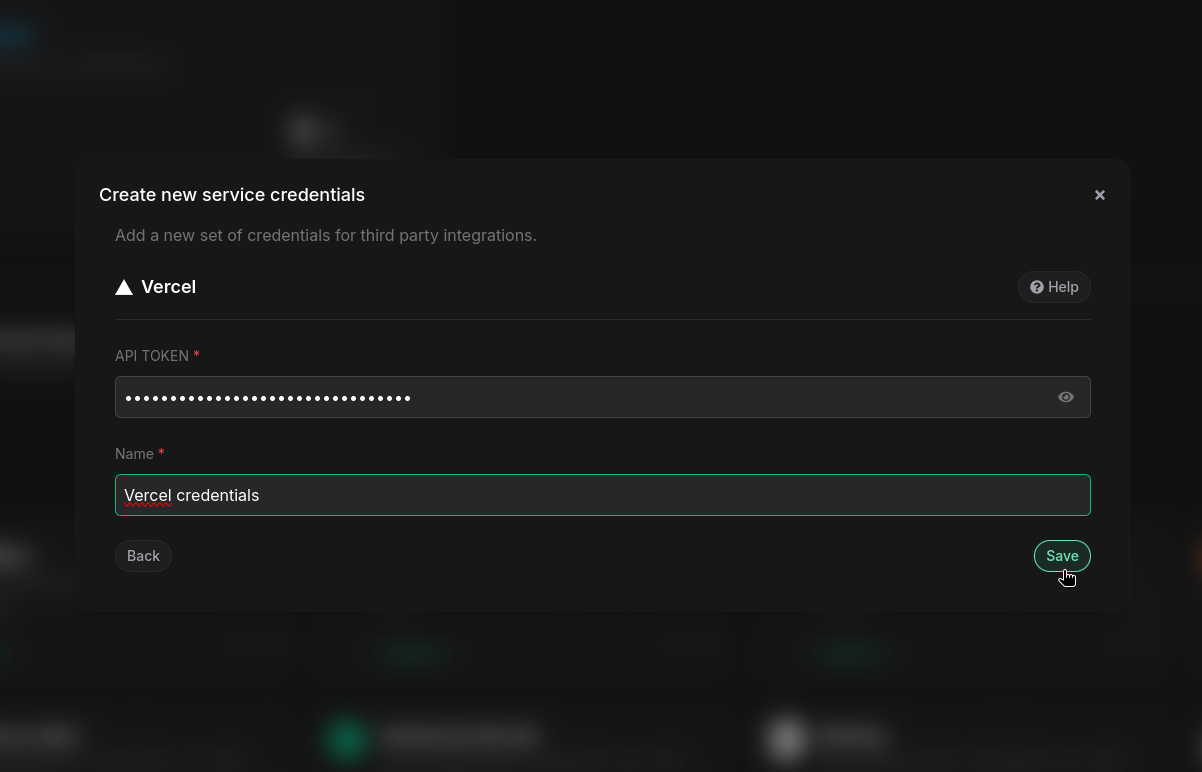 Create new service credentials
Add a new set of credentials for third party integrations.
Vercel
Help
API TOKEN *
••••••••••••••••••••••••••••••••
Name *
Vercel credentials
Back
Save